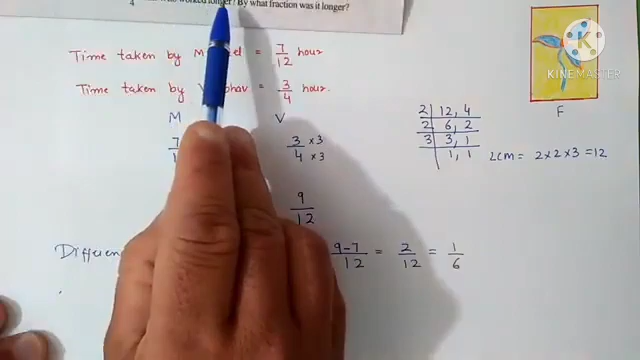 4 worked longer? By what fraction was it longer?
Time taken by = 7/12 hour
Time taken by = 3/4 hour.
M V
7 3 × 3
4 × 3
9/12
9-7/12 = 2/12 = 1/6
2 | 12, 4
2 | 6, 2
3 | 3, 1
1, 1
LCM = 2×2×3=12
F
KINEMASTER